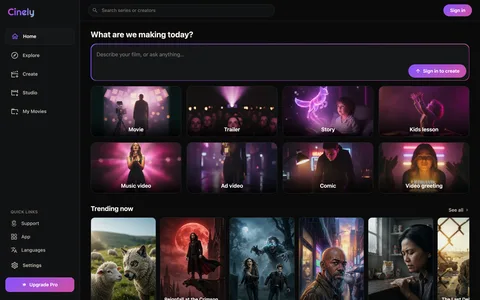 Cinely
Search series or creators
Sign in
Home
Explore
Create
Studio
My Movies
What are we making today?
Describe your film, or ask anything...
Sign in to create
Movie
Trailer
Story
Kids lesson
Music video
Ad video
Comic
Video greeting
Trending now
See all
QUICK LINKS
Support
App
Languages
Settings
Upgrade Pro